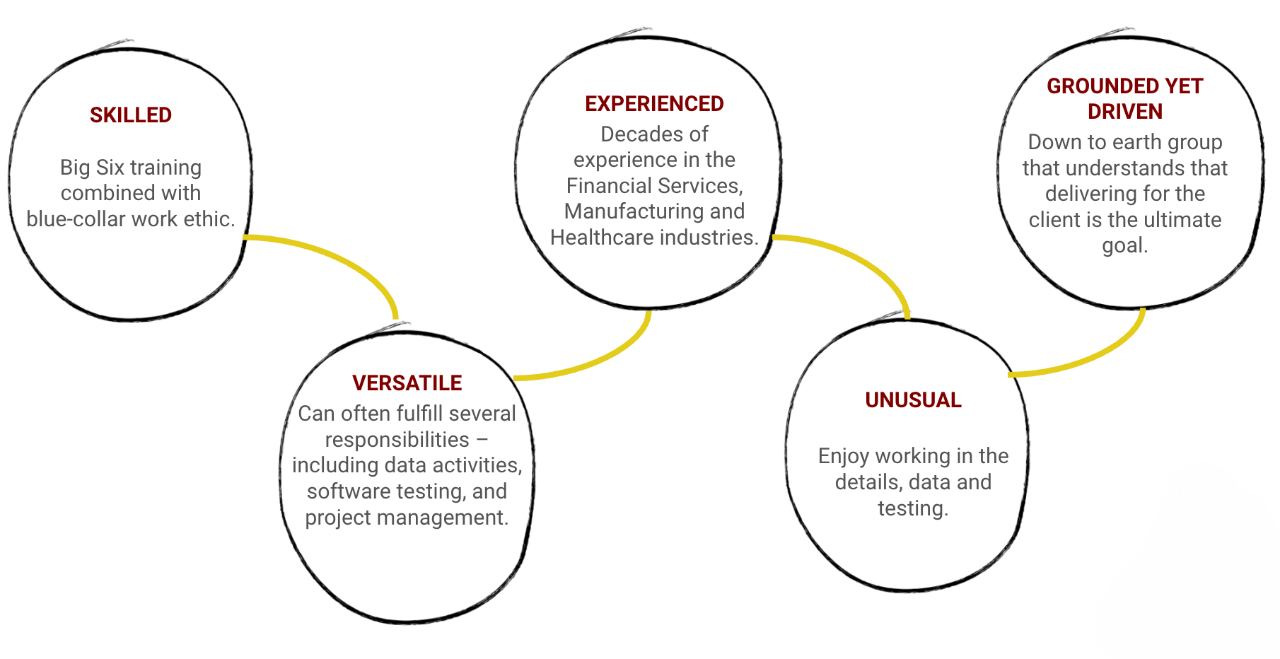 SKILLED
Big Six training
combined with
blue-collar work ethic.
VERSATILE
Can often fulfill several
responsibilities –
including data activities,
software testing, and
project management.
EXPERIENCED
Decades of
experience in the
Financial Services,
Manufacturing and
Healthcare industries.
UNUSUAL
Enjoy working in the
details, data and
testing.
GROUNDED YET
DRIVEN
Down to earth group
that understands that
delivering for the
client is the ultimate
goal.